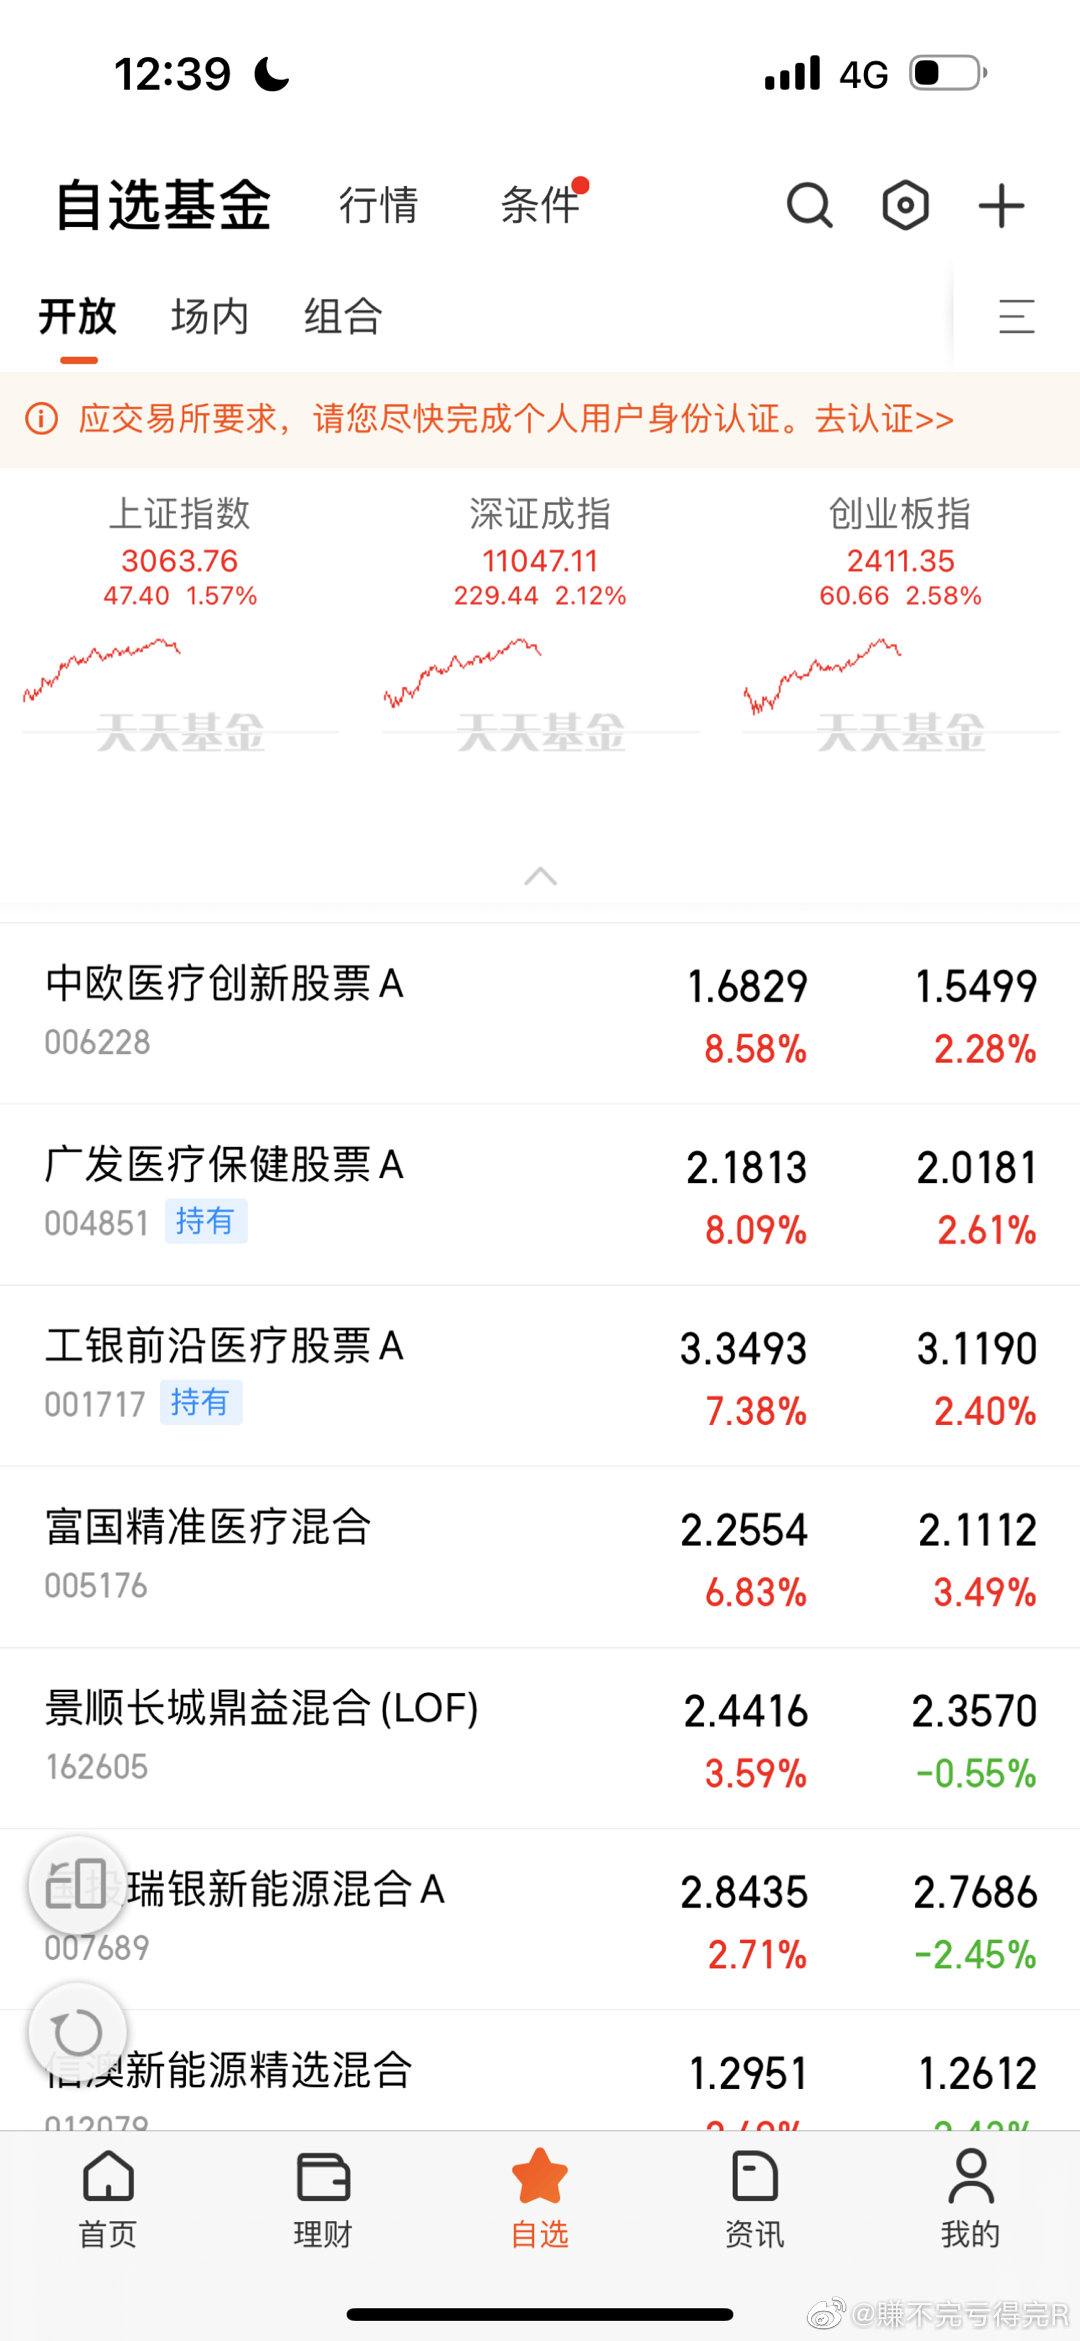 12:39
4G
自选基金 行情 条件
开放 场内 组合
应交易所要求，请您尽快完成个人用户身份认证。去认证>>
上证指数 深证成指 创业板指
3063.76 11047.11 2411.35
47.40 1.57% 229.44 2.12% 60.66 2.58%
天天基金 天天基金 天天基金
中欧医疗创新股票A 1.6829 1.5499
006228 8.58% 2.28%
广发医疗保健股票A 2.1813 2.0181
004851 持有 8.09% 2.61%
工银前沿医疗股票A 3.3493 3.1190
001717 持有 7.38% 2.40%
富国精准医疗混合 2.2554 2.1112
005176 6.83% 3.49%
景顺长城鼎益混合(LOF) 2.4416 2.3570
162605 3.59% -0.55%
国投瑞银新能源混合A 2.8435 2.7686
007689 2.71% -2.45%
信澳新能源精选混合 1.2951 1.2612
012079
首页 理财 自选 资讯 我的
@赚不完亏得完R